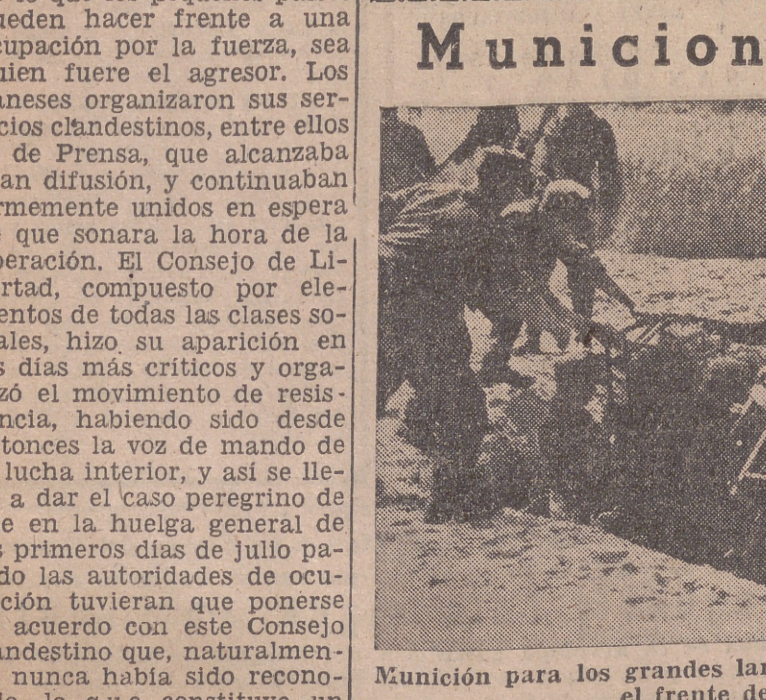 ueden hacer frente a una
cupación por la fuerza, sea
uien fuere el agresor. Los
aneses organizaron sus ser-
cios clandestinos, entre ellos
de Prensa, que alcanzaba
an difusión, y continuaban
rmemente unidos en espera
que sonara la hora de la
beración. El Consejo de Li-
rtad, compuesto por ele-
entos de todas las clases so-
ales, hizo su aparición en
s días más críticos y orga-
zó el movimiento de resis-
ncia, habiendo sido desde
tonces la voz de mando de
lucha interior, y así se lle-
a dar el caso peregrino de
e en la huelga general de
s primeros días de julio pa-
do las autoridades de ocu-
ción tuvieran que ponerse
acuerdo con este Consejo
andestino que, naturalmen-
nunca había sido recono-
Municion
Munición para los grandes lan
el frente de